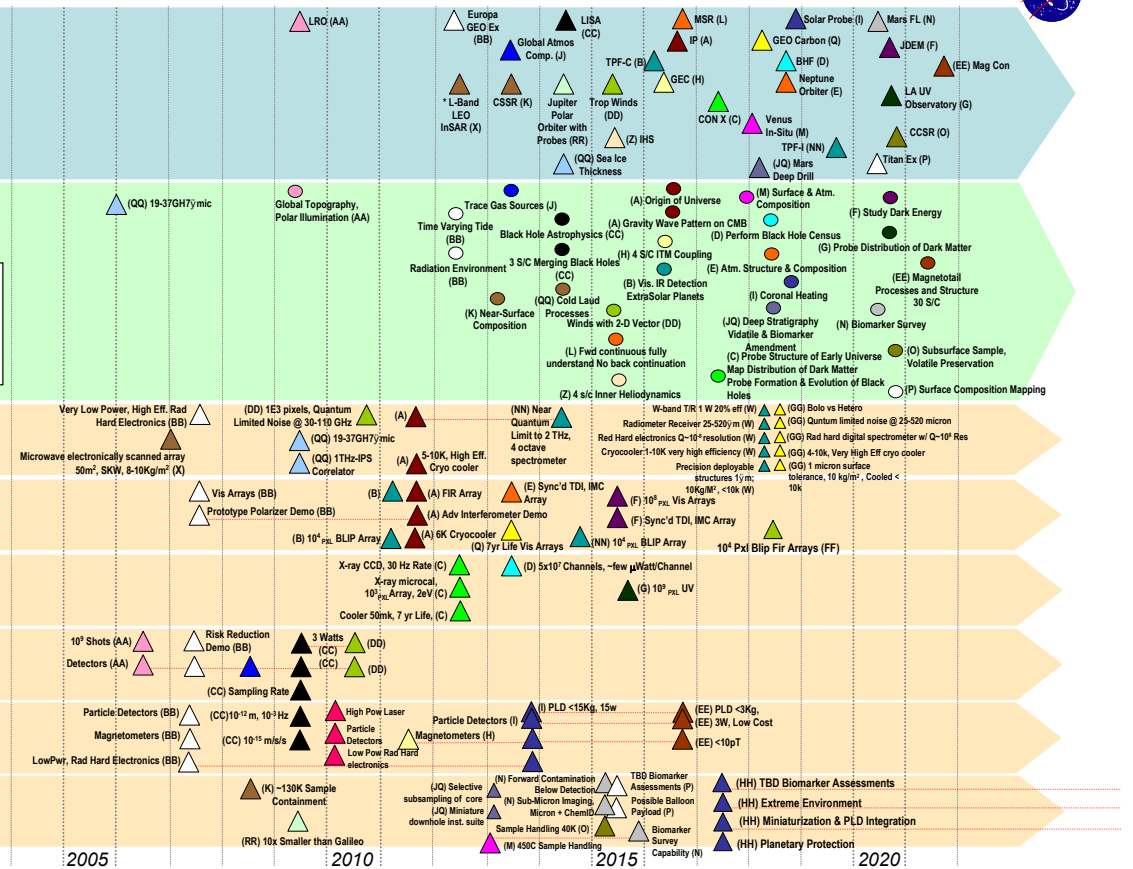 LRO (AA)
Europa
GEO Ex
(BB)
LISA
(CC)
MSR (L)
Solar Probe (I)
Mars FL (N)
Global Atmos
Comp. (J)
IP (A)
GEO Carbon (Q)
JDEM (F)
TPF-C (B)
BHF (D)
(EE) Mag Con
* L-Band
LEO
InSAR (X)
CSSR (K)
Jupiter
Polar
Orbiter with
Probes (RR)
Trop Winds
(DD)
GEC (H)
Neptune
Orbiter (E)
LA UV
Observatory (G)
CON X (C)
Venus
In-Situ (M)
(Z) IHS
CCSR (O)
TPF-I (NN)
(QQ) Sea Ice
Thickness
(JQ) Mars
Deep Drill
Titan Ex (P)
(QQ) 19-37GH7ÿmic
Global Topography,
Polar Illumination (AA)
Trace Gas Sources (J)
(A) Origin of Universe
(M) Surface & Atm.
Composition
(F) Study Dark Energy
Time Varying Tide
(BB)
Black Hole Astrophysics (CC)
(A) Gravity Wave Pattern on CMB
(D) Perform Black Hole Census
(G) Probe Distribution of Dark Matter
Radiation Environment
(BB)
3 S/C Merging Black Holes
(CC)
(H) 4 S/C ITM Coupling
(E) Atm. Structure & Composition
(EE) Magnetotail
Processes and Structure
30 S/C
(B) Vis. IR Detection
ExtraSolar Planets
(I) Coronal Heating
(K) Near-Surface
Composition
(QQ) Cold Laud
Processes
Winds with 2-D Vector (DD)
(JQ) Deep Stratigraphy
Vidatile & Biomarker
Amendment
(N) Biomarker Survey
(L) Fwd continuous fully
understand No back continuation
(C) Probe Structure of Early Universe
Map Distribution of Dark Matter
Probe Formation & Evolution of Black
Holes
(O) Subsurface Sample,
Volatile Preservation
(Z) 4 s/c Inner Heliodynamics
(P) Surface Composition Mapping
Very Low Power, High Eff. Rad
Hard Electronics (BB)
(DD) 1E3 pixels, Quantum
Limited Noise @ 30-110 GHz
(A)
(NN) Near
Quantum
Limit to 2 THz,
4 octave
spectrometer
W-band T/R 1 W 20% eff (W)
(GG) Bolo vs Hetero
Radiometer Receiver 25-520ÿm (W)
(GG) Quntum limited noise @ 25-520 micron
Microwave electronically scanned array
50m², SKW, 8-10Kg/m² (X)
(QQ) 19-37GH7ÿmic
Red Hard electronics Q~10⁻⁶ resolution (W)
(GG) Rad hard digital spectrometer w/ Q~10⁶ Res
(QQ) 1THz-IPS
Correlator
(A)
5-10K, High Eff.
Cryo cooler
Cryocooler 1-10K very high efficiency (W)
(GG) 4-10k, Very High Eff cryo cooler
Precision deployable
structures 1ÿm;
10Kg/M², <10k (W)
(GG) 1 micron surface
tolerance, 10 kg/m² , Cooled <
10k
Vis Arrays (BB)
(B)
(A) FIR Array
(E) Sync'd TDI, IMC
Array
(F) 10⁸ PXL Vis Arrays
Prototype Polarizer Demo (BB)
(A) Adv Interferometer Demo
(F) Sync'd TDI, IMC Array
(B) 10⁴ PXL BLIP Array
(A) 6K Cryocooler
(Q) 7yr Life Vis Arrays
(NN) 10⁴ PXL BLIP Array
10⁴ Pxl Blip Fir Arrays (FF)
X-ray CCD, 30 Hz Rate (C)
(D) 5x10⁷ Channels, ~few µWatt/Channel
X-ray microcal,
10³PXL Array, 2eV (C)
(G) 10⁹ PXL UV
Cooler 50mk, 7 yr Life, (C)
10⁹ Shots (AA)
Risk Reduction
Demo (BB)
3 Watts
(CC)
(DD)
Detectors (AA)
(CC)
(DD)
(CC) Sampling Rate
Particle Detectors (BB)
(CC)10⁻¹² m, 10⁻³ Hz
High Pow Laser
Particle Detectors (I)
(I) PLD <15Kg, 15w
(EE) PLD <3Kg,
(EE) 3W, Low Cost
Magnetometers (BB)
(CC) 10⁻¹⁵ m/s/s
Particle
Detectors
Magnetometers (H)
(EE) <10pT
LowPwr, Rad Hard Electronics (BB)
Low Pow Rad Hard
electronics
(K) ~130K Sample
Containment
(JQ) Selective
subsampling of core
(N) Forward Contamination
Below Detection
TBD Biomarker
Assessments (P)
(HH) TBD Biomarker Assessments
(JQ) Miniature
downhole inst. suite
(N) Sub-Micron Imaging,
Micron + ChemID
Possible Balloon
Payload (P)
(HH) Extreme Environment
(RR) 10x Smaller than Galileo
Sample Handling 40K (O)
Biomarker
Survey
Capability (N)
(HH) Miniaturization & PLD Integration
(M) 450C Sample Handling
(HH) Planetary Protection
2005
2010
2015
2020